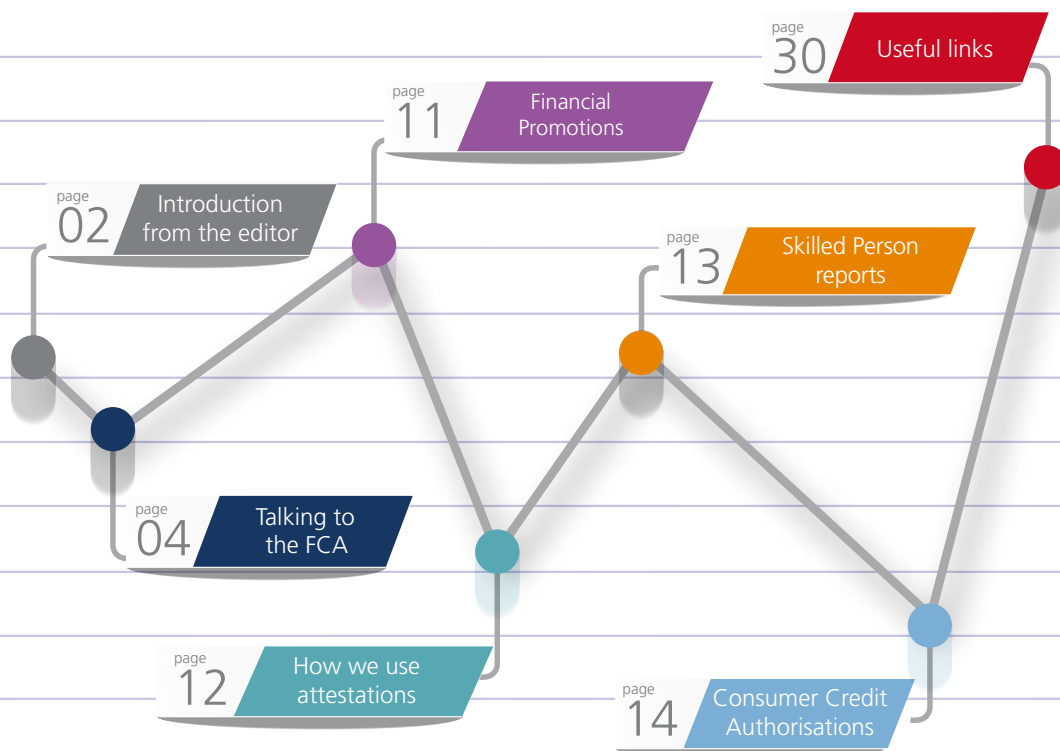 page
02
Introduction
from the editor
page
04
Talking to
the FCA
page
11
Financial
Promotions
page
12
How we use
attestations
page
13
Skilled Person
reports
page
14
Consumer Credit
Authorisations
page
30
Useful links